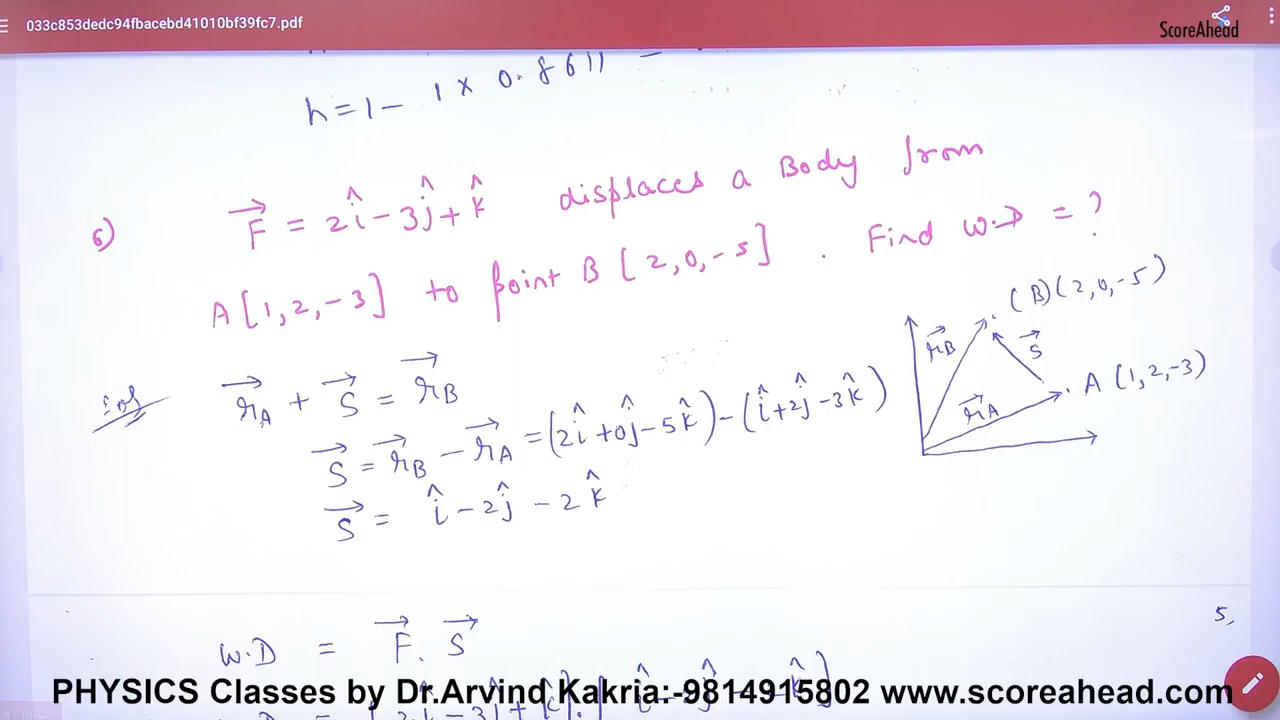 033c853dedc94fbacebd41010bf39fc7.pdf
ScoreAhead
h = 1 - 1 × 0.8611 =
6) F⃗ = 2î - 3ĵ + k̂ displaces a Body from
A [1, 2, -3] to point B [2, 0, -5]. Find W.D = ?
Sol r⃗A + S⃗ = r⃗B
S⃗ = r⃗B - r⃗A = (2î + 0ĵ - 5k̂) - (î + 2ĵ - 3k̂)
S⃗ = î - 2ĵ - 2k̂
(B) (2, 0, -5)
r⃗B
S⃗
A (1, 2, -3)
r⃗A
5,
W.D = F⃗. S⃗
PHYSICS Classes by Dr.Arvind Kakria:-9814915802 www.scoreahead.com